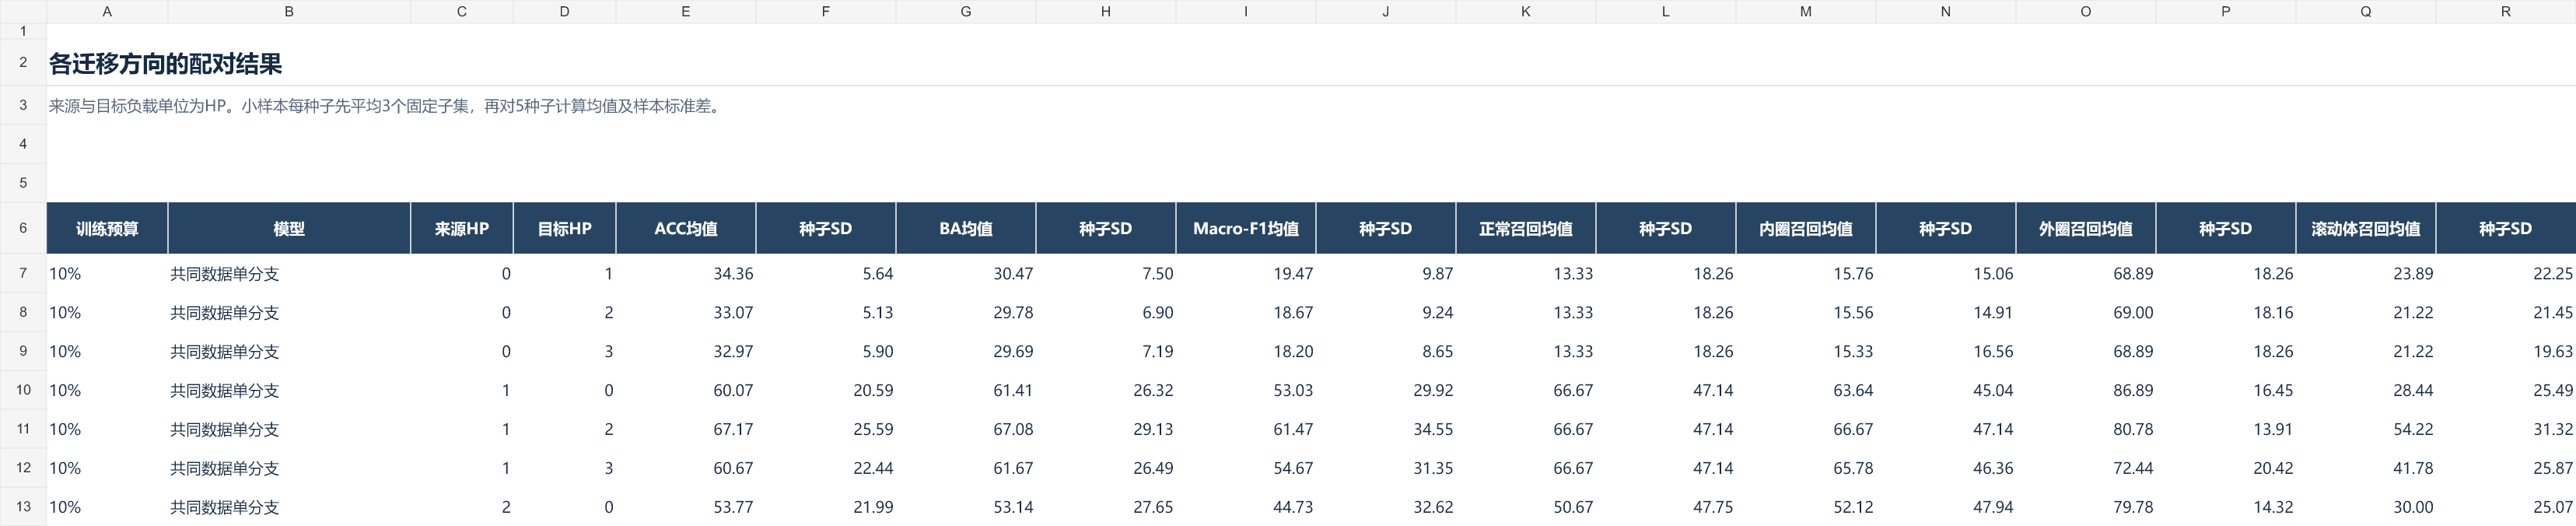 A B C D E F G H I J K L M N O P Q R
1
2 各迁移方向的配对结果
3 来源与目标负载单位为HP。小样本每种子先平均3个固定子集，再对5种子计算均值及样本标准差。
4
5
6 训练预算 模型 来源HP 目标HP ACC均值 种子SD BA均值 种子SD Macro-F1均值 种子SD 正常召回均值 种子SD 内圈召回均值 种子SD 外圈召回均值 种子SD 滚动体召回均值 种子SD
7 10% 共同数据单分支 0 1 34.36 5.64 30.47 7.50 19.47 9.87 13.33 18.26 15.76 15.06 68.89 18.26 23.89 22.25
8 10% 共同数据单分支 0 2 33.07 5.13 29.78 6.90 18.67 9.24 13.33 18.26 15.56 14.91 69.00 18.16 21.22 21.45
9 10% 共同数据单分支 0 3 32.97 5.90 29.69 7.19 18.20 8.65 13.33 18.26 15.33 16.56 68.89 18.26 21.22 19.63
10 10% 共同数据单分支 1 0 60.07 20.59 61.41 26.32 53.03 29.92 66.67 47.14 63.64 45.04 86.89 16.45 28.44 25.49
11 10% 共同数据单分支 1 2 67.17 25.59 67.08 29.13 61.47 34.55 66.67 47.14 66.67 47.14 80.78 13.91 54.22 31.32
12 10% 共同数据单分支 1 3 60.67 22.44 61.67 26.49 54.67 31.35 66.67 47.14 65.78 46.36 72.44 20.42 41.78 25.87
13 10% 共同数据单分支 2 0 53.77 21.99 53.14 27.65 44.73 32.62 50.67 47.75 52.12 47.94 79.78 14.32 30.00 25.07